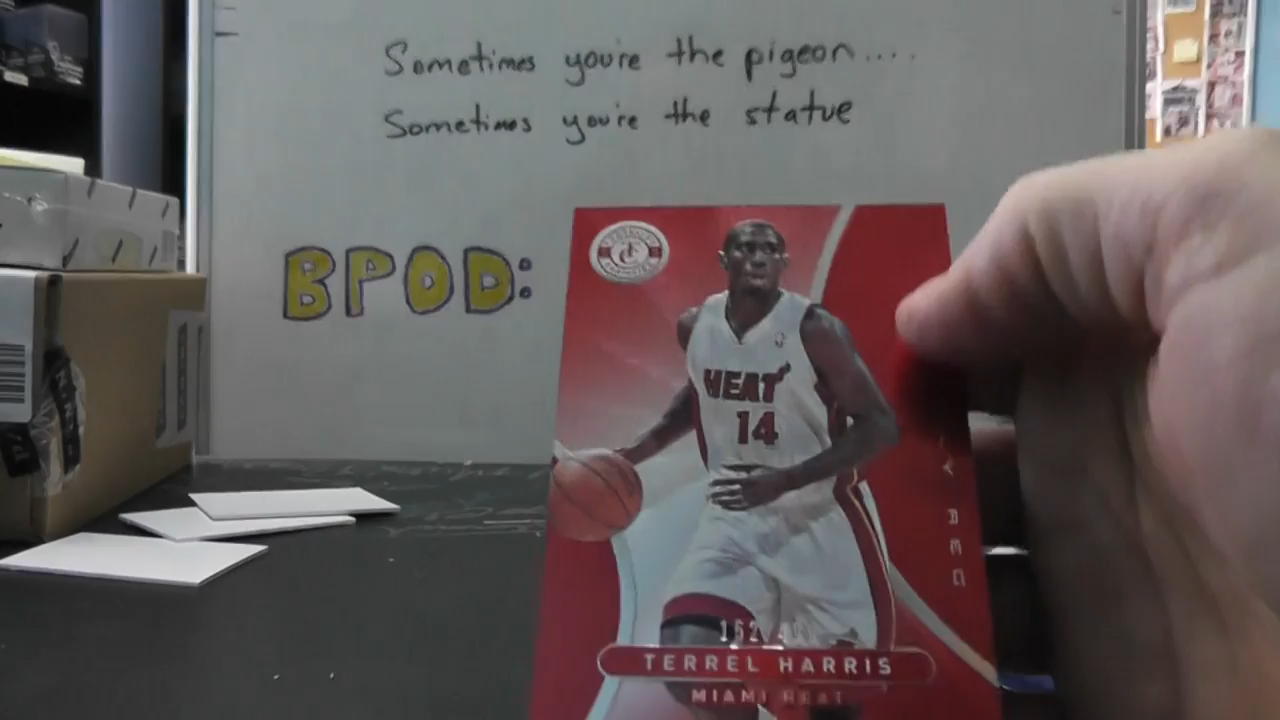 Sometimes you're the pigeon....
Sometimes you're the statue
BPOD:
HEAT
14
TERREL HARRIS
MIAMI HEAT